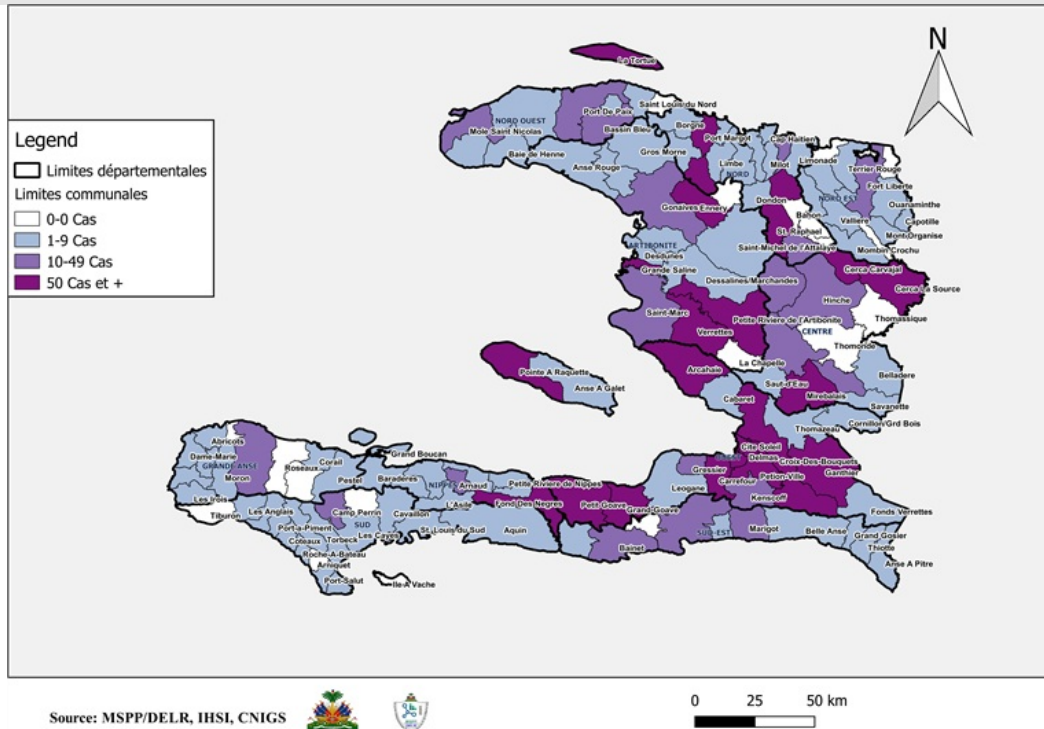 N
La Tortue
Legend
Limites départementales
Limites communales
0-0 Cas
1-9 Cas
10-49 Cas
50 Cas et +
Saint Louis du Nord
Port De Paix
NORD OUEST
Mole Saint Nicolas
Bassin Bleu
Borgne
Port Margot
Cap Haitien
Baie de Henne
Gros Morne
Limbe
Milot
Limonade
Anse Rouge
NORD
Terrier Rouge
Fort Liberte
Gonaives
Ennery
Dondon
NORD EST
Ouanaminthe
Bahon
Valliere
Capotille
St. Raphael
Mont-Organise
ARTIBONITE
Saint-Michel de l'Attalaye
Mombin Crochu
Desdunes
Grande Saline
Dessalines/Marchandes
Cerca Carvajal
Cerca La Source
Hinche
Saint-Marc
Petite Riviere de l'Artibonite
Thomassique
Verrettes
CENTRE
Thomonde
La Chapelle
Pointe A Raquette
Arcahaie
Saut-d'Eau
Belladere
Anse A Galet
Cabaret
Mirebalais
Savanette
Cornillon/Grd Bois
Thomazeau
Abricots
Cite Soleil
Grand Boucan
Dame-Marie
Corail
OUEST
Delmas
Croix-Des-Bouquets
GRANDE ANSE
Roseaux
Gressier
Petion-Ville
Ganthier
Moron
Pestel
Baraderes
NIPPES
Arnaud
Petite Riviere de Nippes
Leogane
Carrefour
Kenscoff
Les Irois
L'Asile
Fond Des Negres
Petit Goave
Grand-Goave
Fonds Verrettes
Tiburon
Les Anglais
Camp Perrin
Cavaillon
Port-a-Piment
SUD
St. Louis du Sud
Aquin
SUD EST
Marigot
Belle Anse
Coteaux
Torbeck
Les Cayes
Bainet
Grand Gosier
Roche-A-Bateau
Thiotte
Arniquet
Anse A Pitre
Port-Salut
Ile-A Vache
Source: MSPP/DELR, IHSI, CNIGS
0 25 50 km